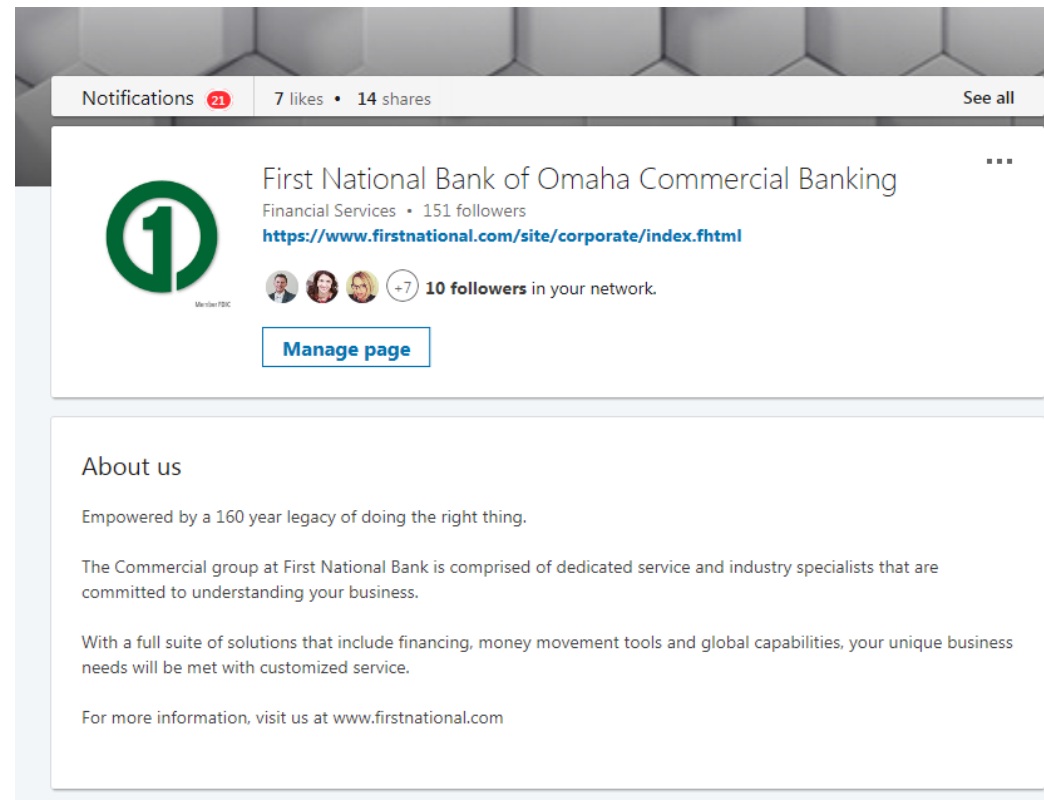 Notifications 21 7 likes • 14 shares See all
First National Bank of Omaha Commercial Banking
Financial Services • 151 followers
https://www.firstnational.com/site/corporate/index.fhtml
1
Member FDIC
+7 10 followers in your network.
Manage page
About us
Empowered by a 160 year legacy of doing the right thing.
The Commercial group at First National Bank is comprised of dedicated service and industry specialists that are
committed to understanding your business.
With a full suite of solutions that include financing, money movement tools and global capabilities, your unique business
needs will be met with customized service.
For more information, visit us at www.firstnational.com